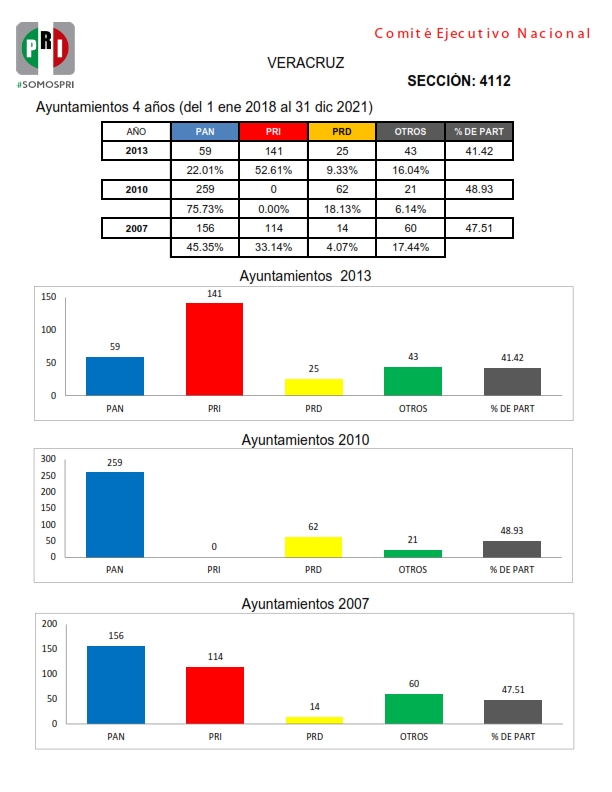 Comité Ejecutivo Nacional
PRI
#SOMOSPRI
VERACRUZ
SECCIÓN: 4112
Ayuntamientos 4 años (del 1 ene 2018 al 31 dic 2021)
AÑO PAN PRI PRD OTROS % DE PART
2013 59 141 25 43 41.42
22.01% 52.61% 9.33% 16.04%
2010 259 0 62 21 48.93
75.73% 0.00% 18.13% 6.14%
2007 156 114 14 60 47.51
45.35% 33.14% 4.07% 17.44%
Ayuntamientos 2013
150
100
50
0
59 141 25 43 41.42
PAN PRI PRD OTROS % DE PART
Ayuntamientos 2010
300
250
200
150
100
50
0
259 0 62 21 48.93
PAN PRI PRD OTROS % DE PART
Ayuntamientos 2007
200
150
100
50
0
156 114 14 60 47.51
PAN PRI PRD OTROS % DE PART